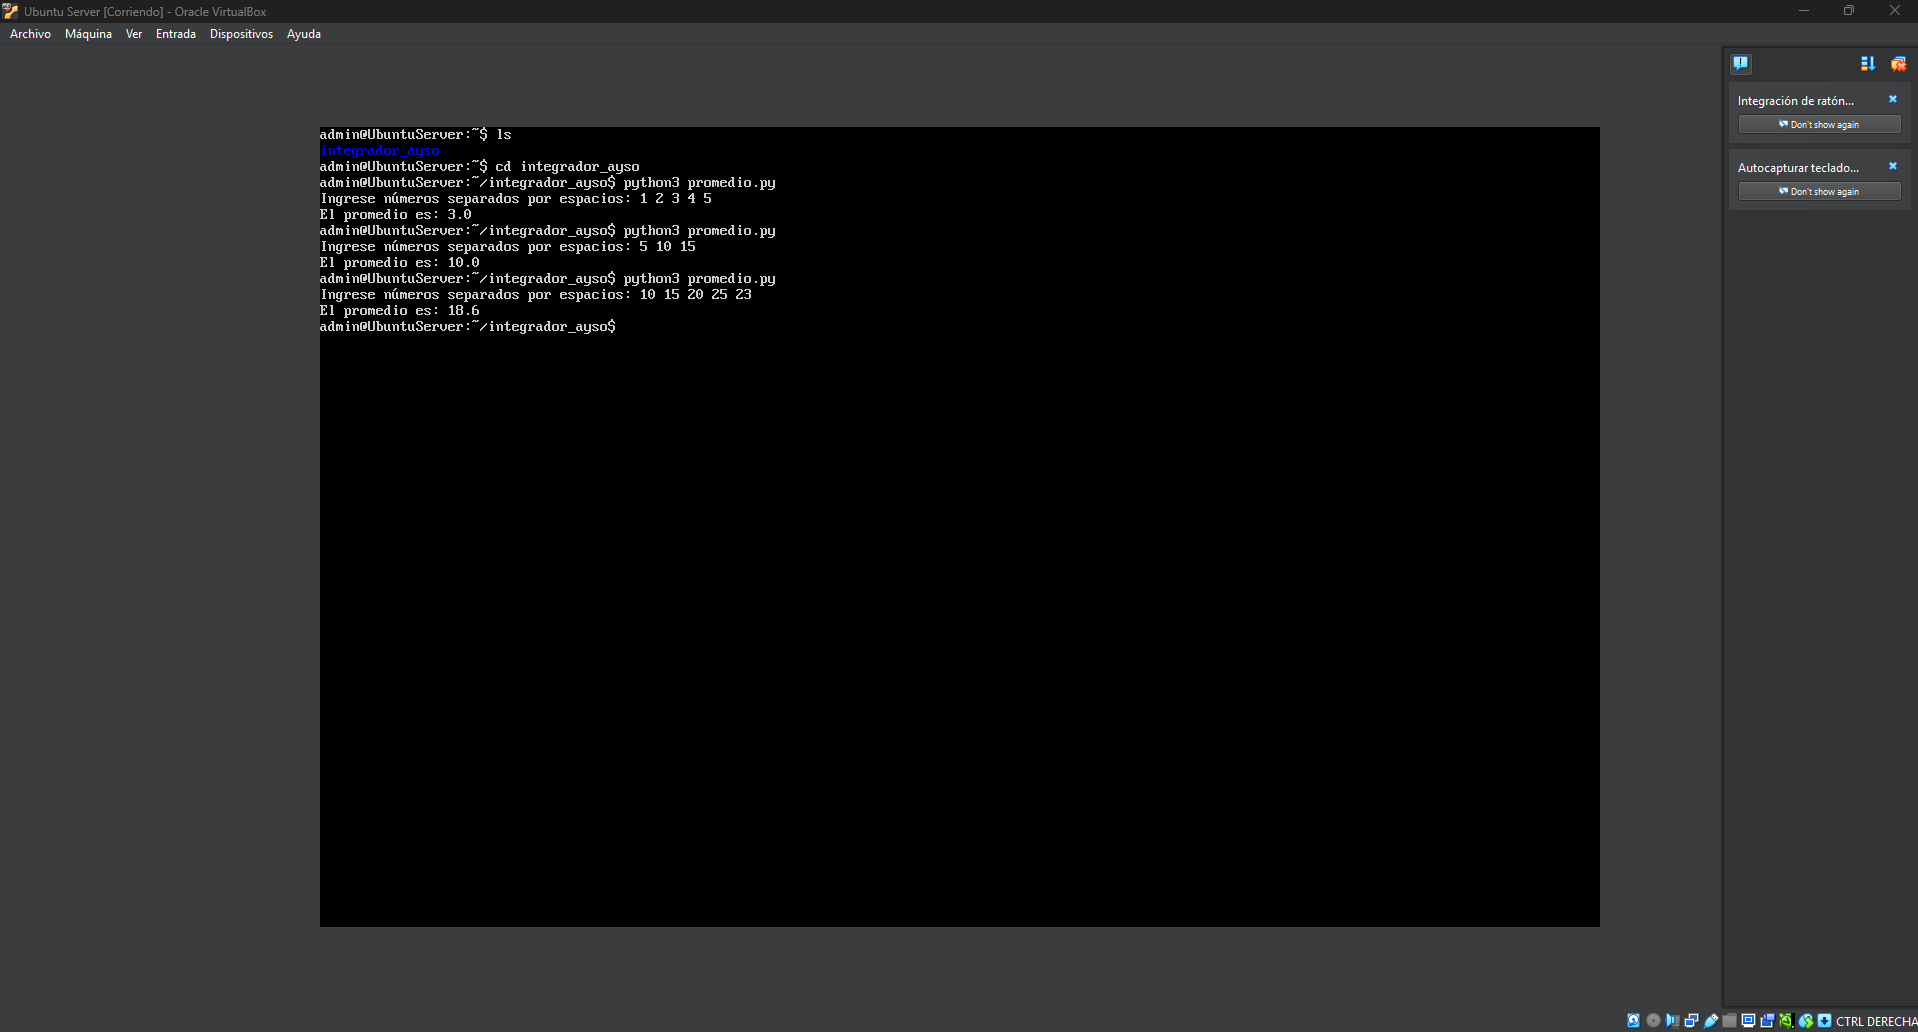 Ubuntu Server [Corriendo] - Oracle VirtualBox
Archivo Máquina Ver Entrada Dispositivos Ayuda
admin@UbuntuServer:~$ ls
integrador_ayso
admin@UbuntuServer:~$ cd integrador_ayso
admin@UbuntuServer:~/integrador_ayso$ python3 promedio.py
Ingrese números separados por espacios: 1 2 3 4 5
El promedio es: 3.0
admin@UbuntuServer:~/integrador_ayso$ python3 promedio.py
Ingrese números separados por espacios: 5 10 15
El promedio es: 10.0
admin@UbuntuServer:~/integrador_ayso$ python3 promedio.py
Ingrese números separados por espacios: 10 15 20 25 23
El promedio es: 18.6
admin@UbuntuServer:~/integrador_ayso$
Integración de ratón...
Don't show again
Autocapturar teclado...
Don't show again
CTRL DERECHA